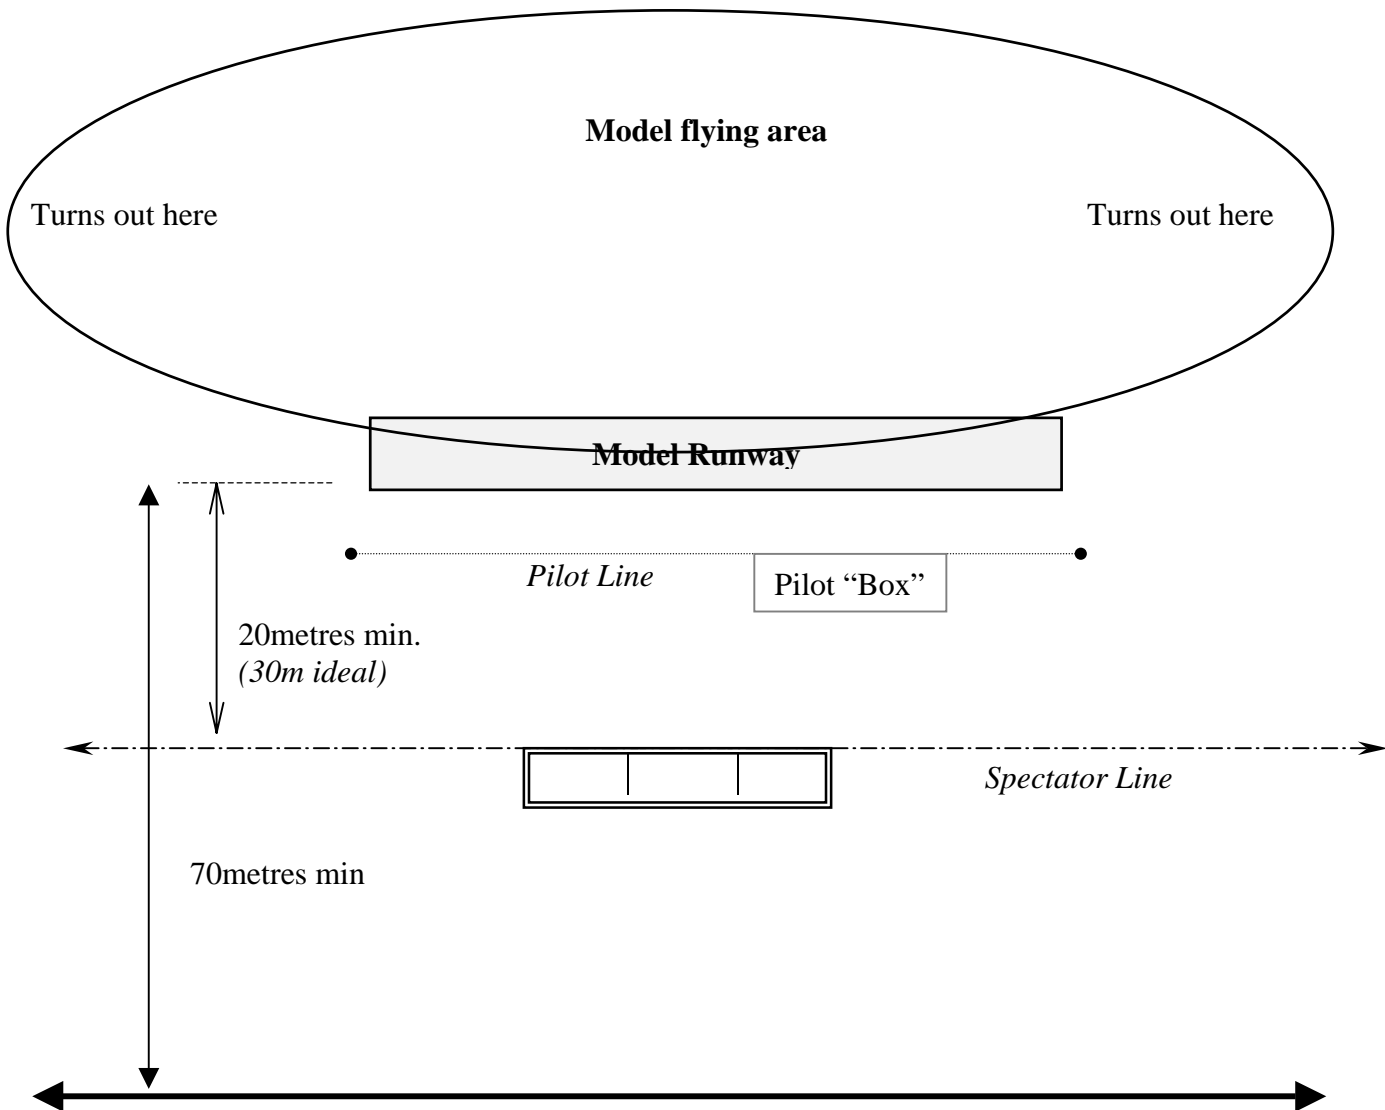 Model flying area
Turns out here
Turns out here
Model Runway
Pilot Line
Pilot “Box”
20metres min.
(30m ideal)
Spectator Line
70metres min